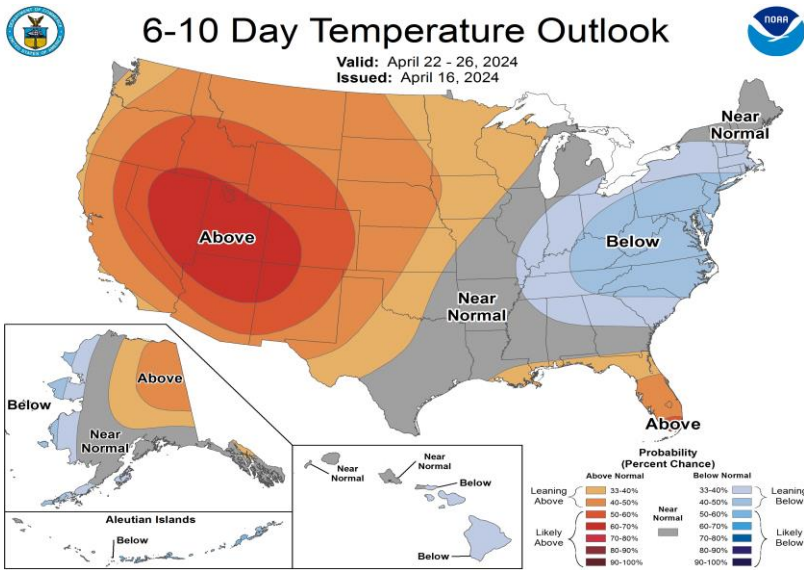 6-10 Day Temperature Outlook
Valid: April 22 - 26, 2024
Issued: April 16, 2024
NOAA
Near
Normal
Above
Below
Near
Normal
Above
Above
Below
Near
Normal
Aleutian Islands
Below
Near
Normal
Near
Normal
Below
Below
Probability
(Percent Chance)
Above Normal
Below Normal
Leaning
Above
33-40%
40-50%
Likely
Above
50-60%
60-70%
70-80%
80-90%
90-100%
Near
Normal
33-40%
40-50%
Leaning
Below
50-60%
60-70%
70-80%
80-90%
90-100%
Likely
Below